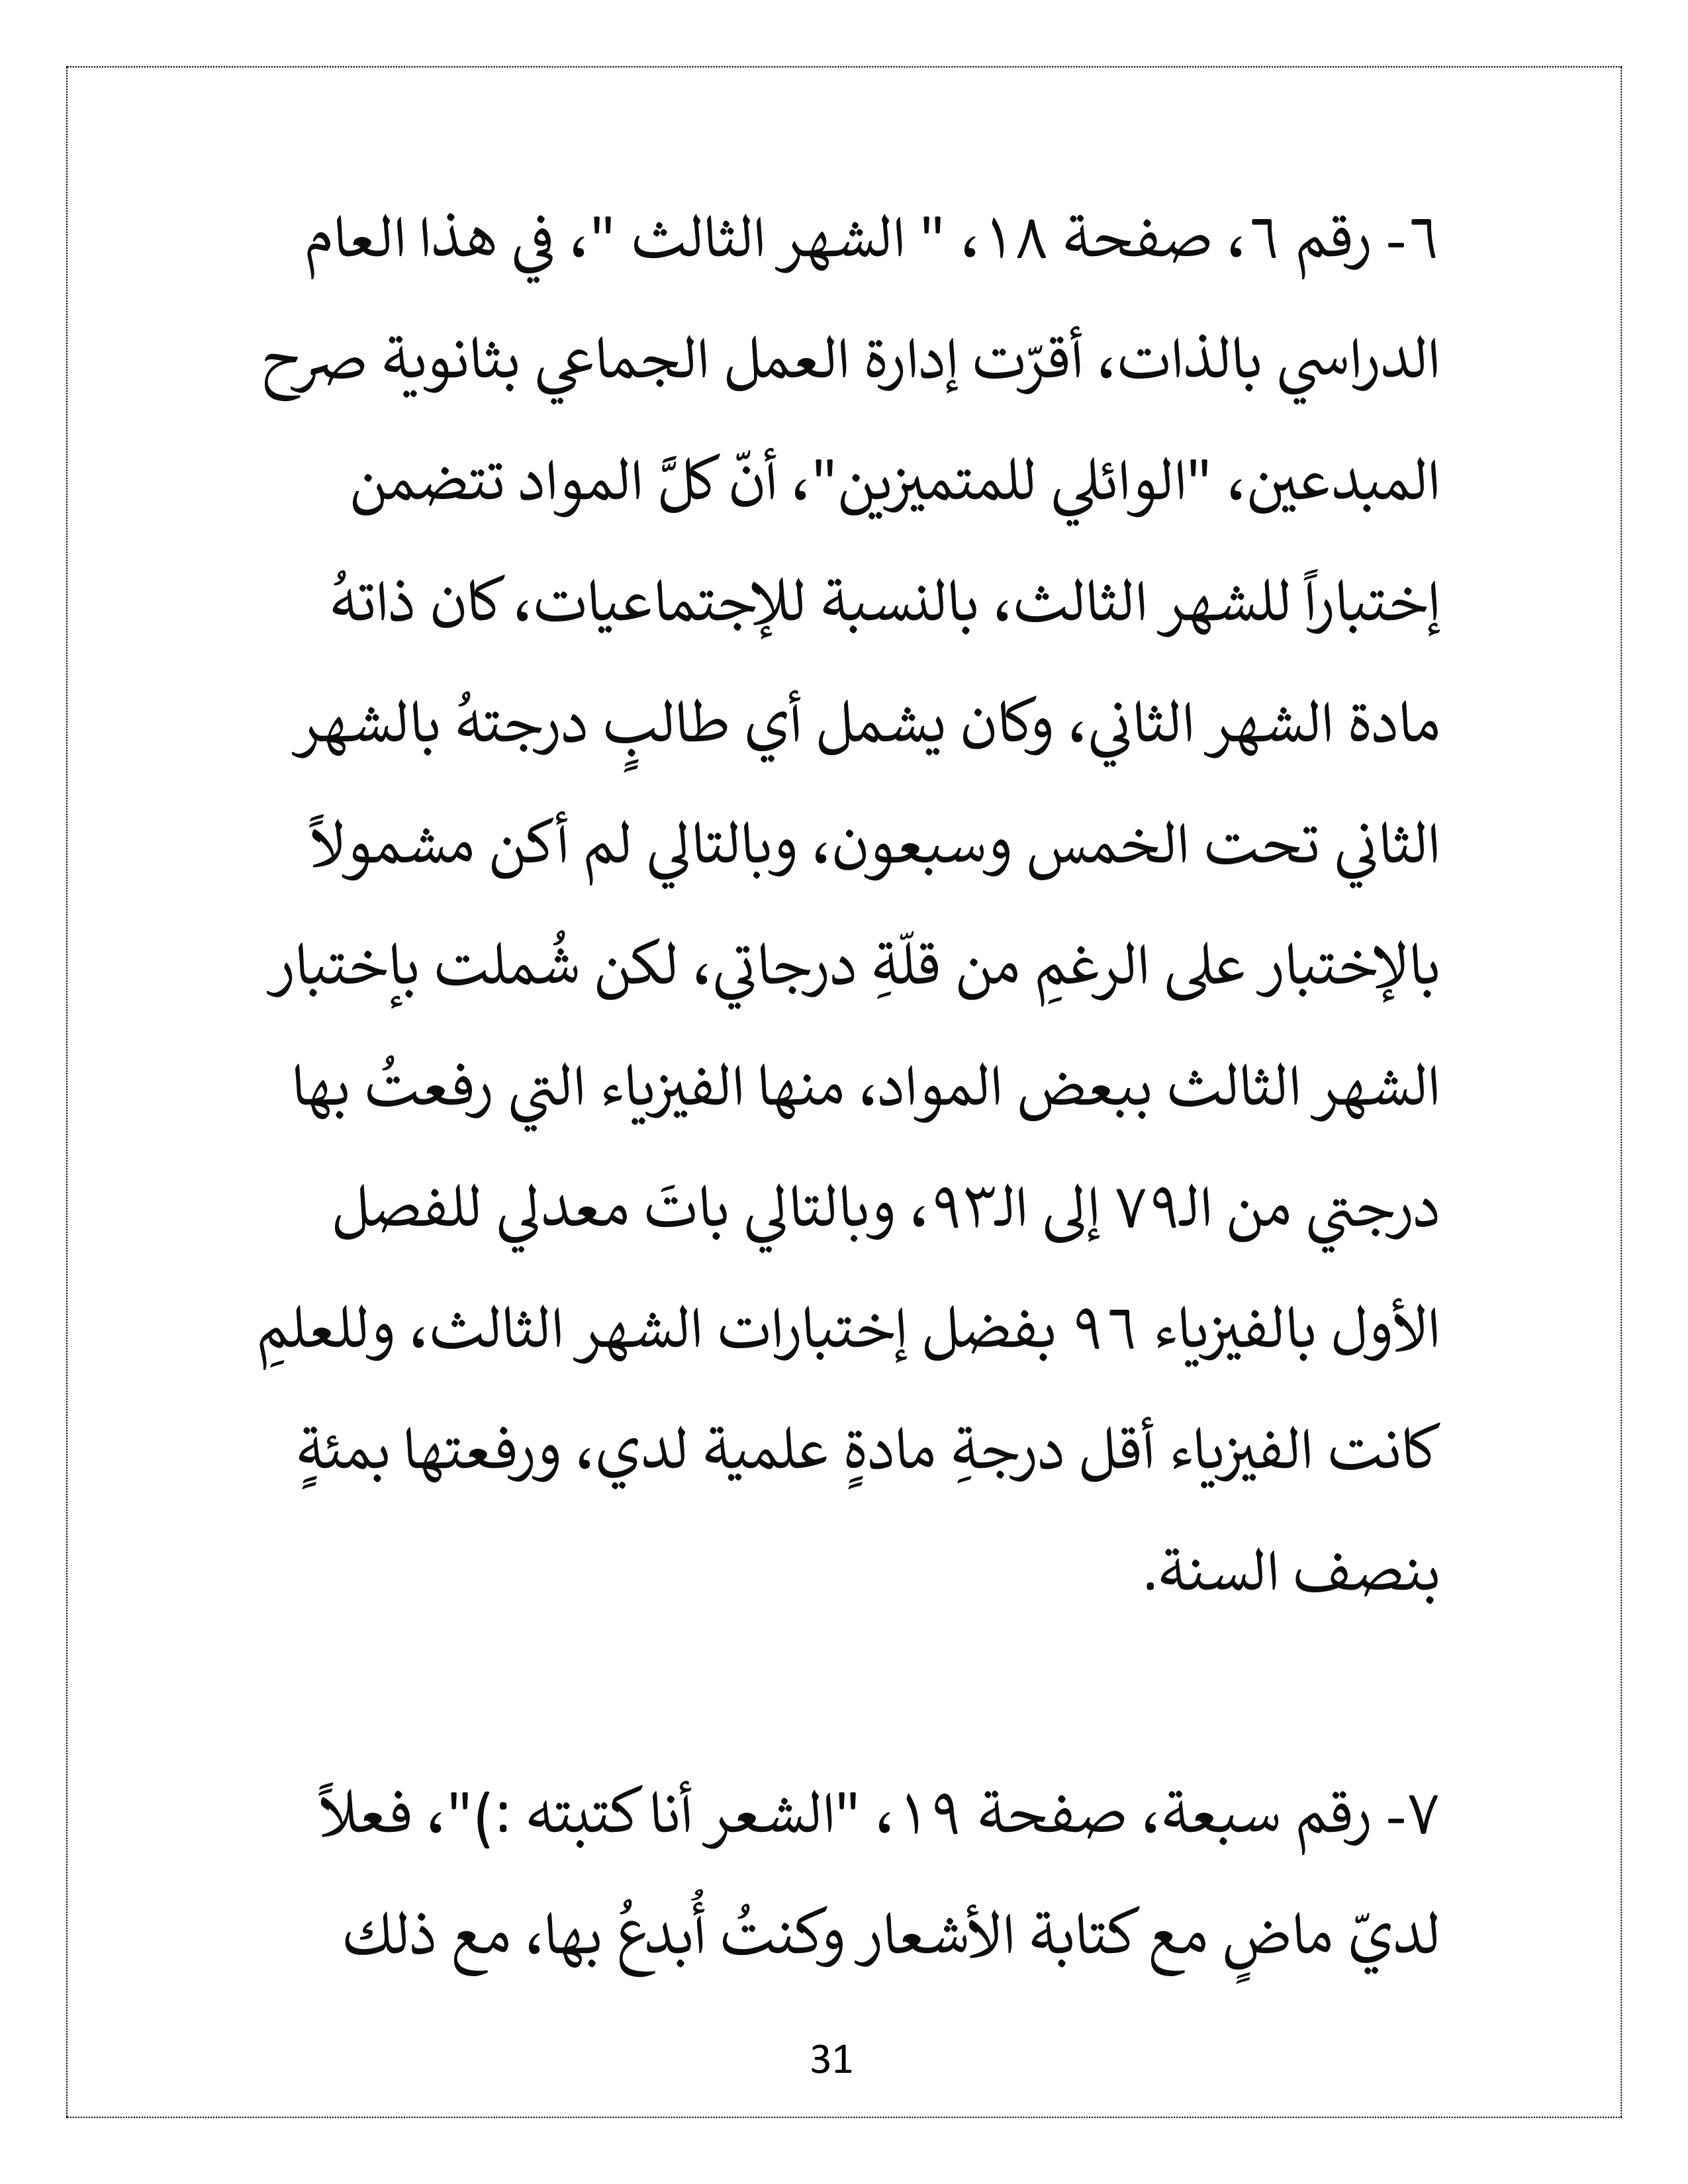 ٦- رقم ٦، صفحة ١٨، " الشهر الثالث "، في هذا العام
الدراسي بالذات، أقرّت إدارة العمل الجماعي بثانوية صرح
المبدعين، "الوائلي للمتميزين"، أنّ كلَّ المواد تتضمن
إختباراً للشهر الثالث، بالنسبة للإجتماعيات، كان ذاتهُ
مادة الشهر الثاني، وكان يشمل أي طالبٍ درجتهُ بالشهر
الثاني تحت الخمس وسبعون، وبالتالي لم أكن مشمولاً
بالإختبار على الرغمِ من قلّةِ درجاتي، لكن شُملت بإختبار
الشهر الثالث ببعض المواد، منها الفيزياء التي رفعتُ بها
درجتي من الـ٧٩ إلى الـ٩٣، وبالتالي باتَ معدلي للفصل
الأول بالفيزياء ٩٦ بفضل إختبارات الشهر الثالث، وللعلمِ
كانت الفيزياء أقل درجةِ مادةٍ علمية لدي، ورفعتها بمئةٍ
بنصف السنة.
٧- رقم سبعة، صفحة ١٩، "الشعر أنا كتبته :)"، فعلاً
لديّ ماضٍ مع كتابة الأشعار وكنتُ أُبدعُ بها، مع ذلك
31